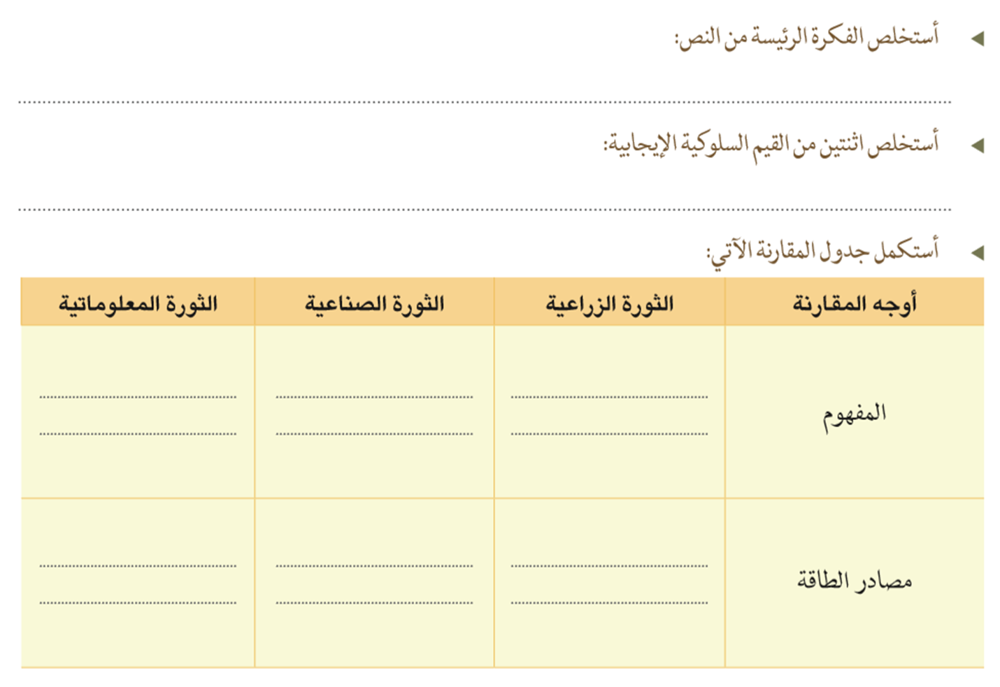 أستخلص الفكرة الرئيسة من النص:
أستخلص اثنتين من القيم السلوكية الإيجابية:
أستكمل جدول المقارنة الآتي:
أوجه المقارنة الثورة الزراعية الثورة الصناعية الثورة المعلوماتية
المفهوم
مصادر الطاقة